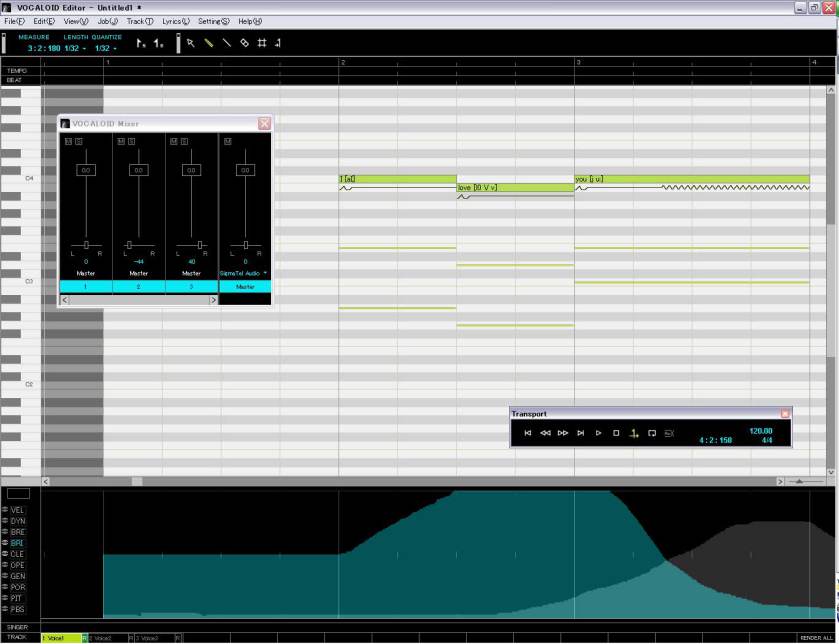 VOCALOID Editor - Untitled1 *
File(F) Edit(E) View(V) Job(J) Track(T) Lyrics(L) Setting(S) Help(H)
MEASURE LENGTH QUANTIZE
3 : 2 : 180 1/32 1/32
1 2 3 4
TEMPO
BEAT
VOCALOID Mixer
M S M S M S M
0.0 0.0 0.0 0.0
L R L R L R L R
0 -44 40 0
Master Master Master SigmaTel Audio
1 2 3 Master
C4
I [aI]
love [l0 V v]
you [j u:]
C3
C2
Transport
120.00
4 : 2 : 150 4/4
VEL
DYN
BRE
BRI
CLE
OPE
GEN
POR
PIT
PBS
SINGER
TRACK 1 Voice1 R 2 Voice2 R 3 Voice3 R RENDER ALL